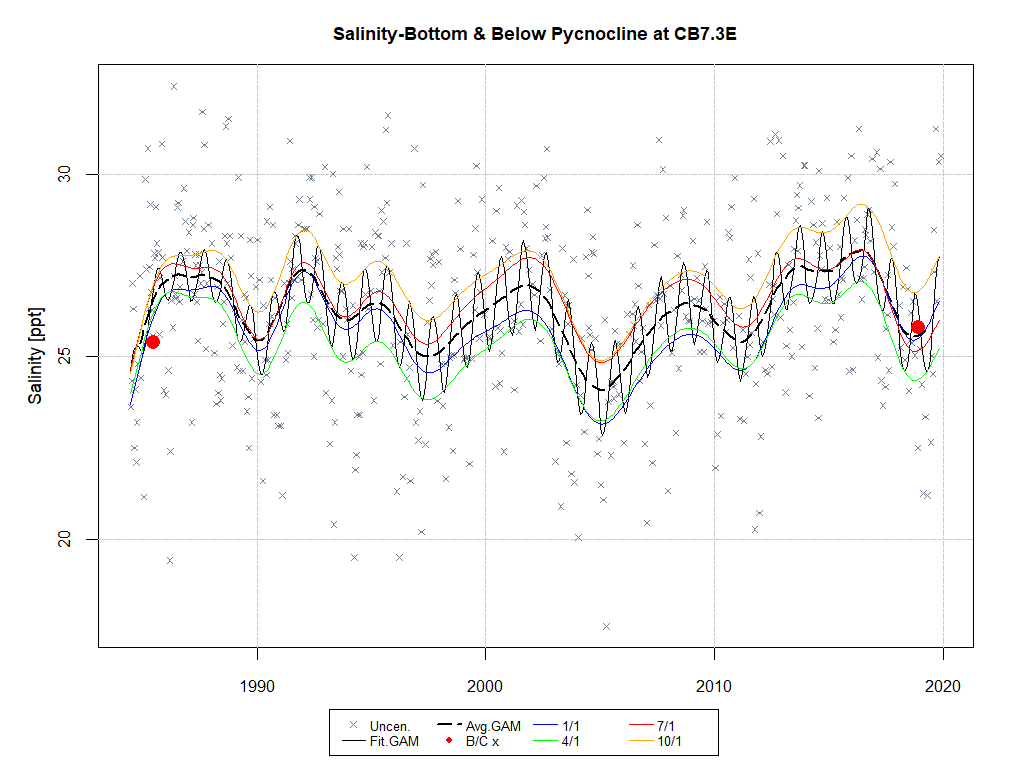 Salinity-Bottom & Below Pycnocline at CB7.3E
Salinity [ppt]
30
25
20
1990 2000 2010 2020
Uncen. Avg.GAM 1/1 7/1
Fit.GAM B/C x 4/1 10/1